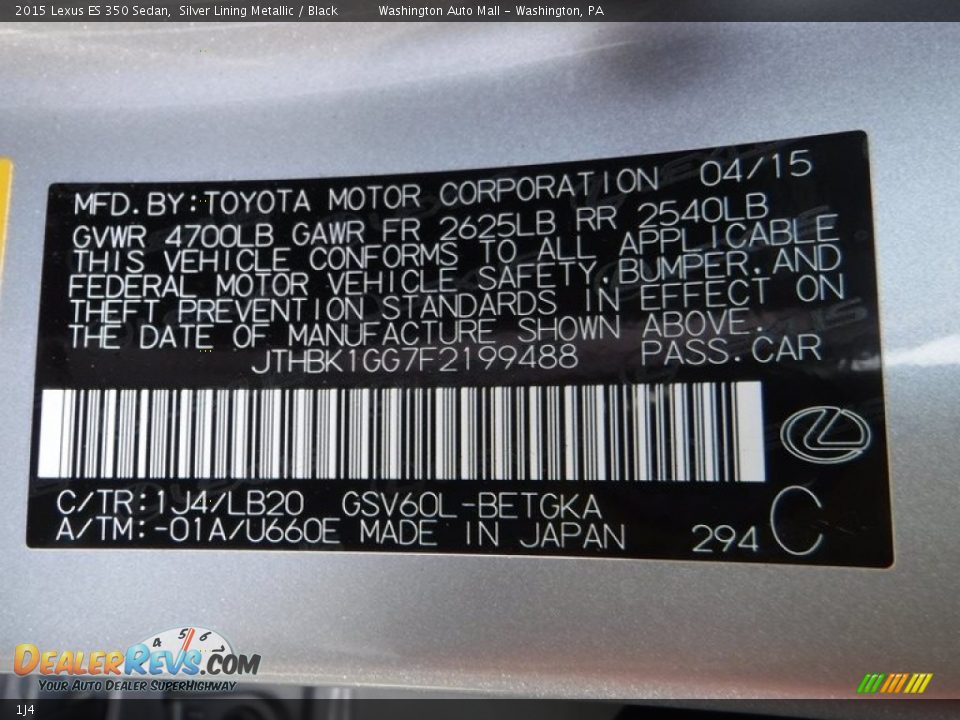 2015 Lexus ES 350 Sedan, Silver Lining Metallic / Black Washington Auto Mall - Washington, PA
MFD.BY:TOYOTA MOTOR CORPORATION 04/15
GVWR 4700LB GAWR FR 2625LB RR 2540LB
THIS VEHICLE CONFORMS TO ALL APPLICABLE
FEDERAL MOTOR VEHICLE SAFETY,BUMPER,AND
THEFT PREVENTION STANDARDS IN EFFECT ON
THE DATE OF MANUFACTURE SHOWN ABOVE.
JTHBK1GG7F2199488 PASS.CAR
C/TR:1J4/LB20 GSV60L-BETGKA
A/TM:-01A/U660E MADE IN JAPAN 294 C
4 5 6
DealerRevs.com
Your Auto Dealer SuperHighway
1J4